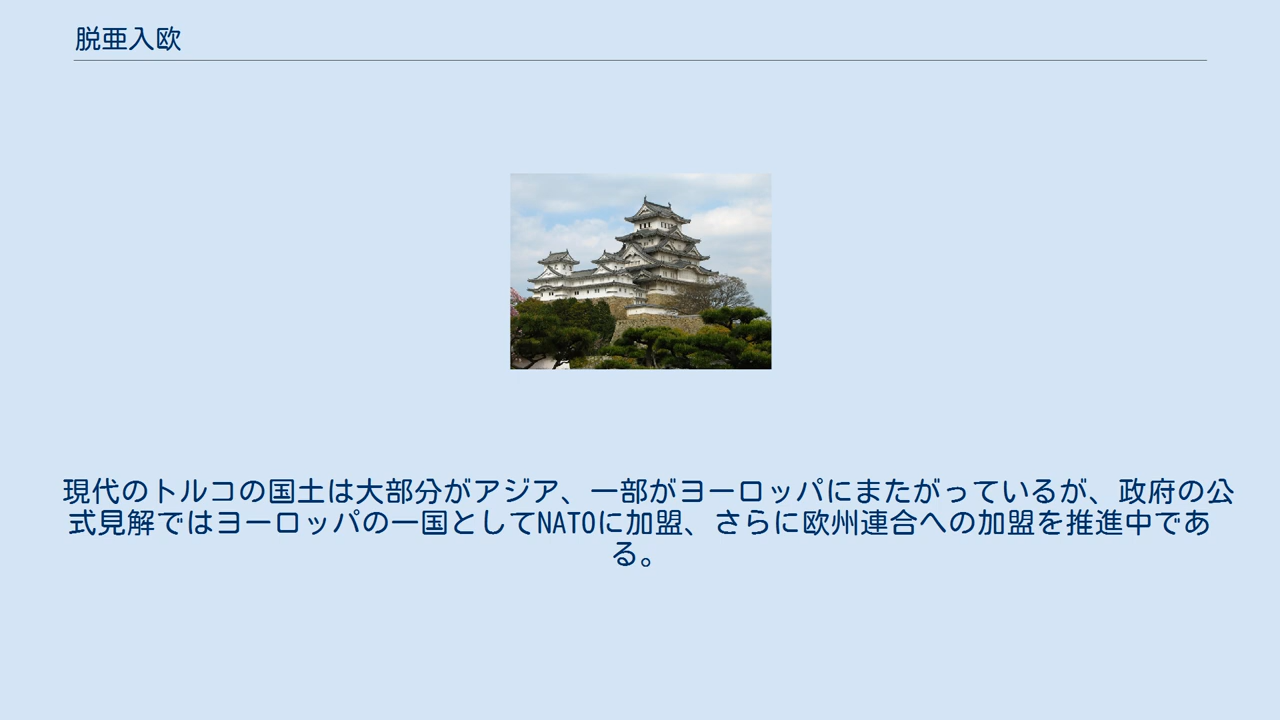 脱亜入欧
現代のトルコの国土は大部分がアジア、一部がヨーロッパにまたがっているが、政府の公
式見解ではヨーロッパの一国としてNATOに加盟、さらに欧州連合への加盟を推進中であ
る。